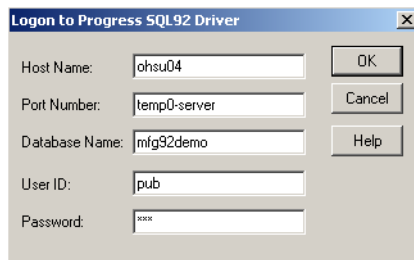 Logon to Progress SQL92 Driver
Host Name: ohsu04 OK
Port Number: temp0-server Cancel
Database Name: mfg92demo Help
User ID: pub
Password: ***